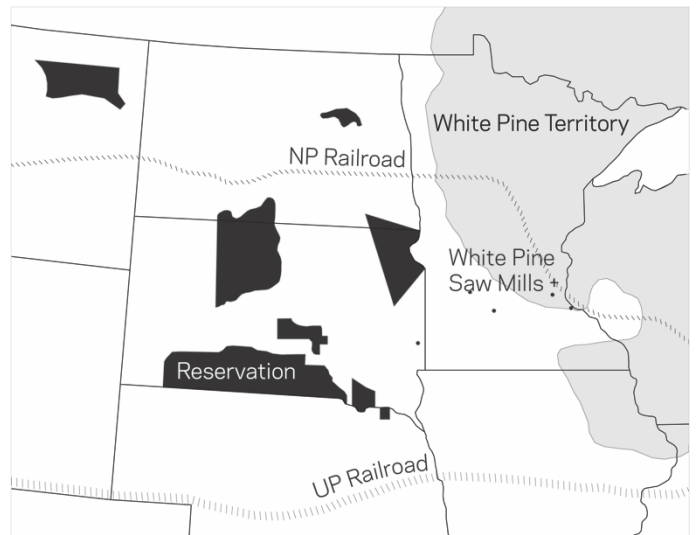 White Pine Territory
NP Railroad
White Pine
Saw Mills +
Reservation
UP Railroad